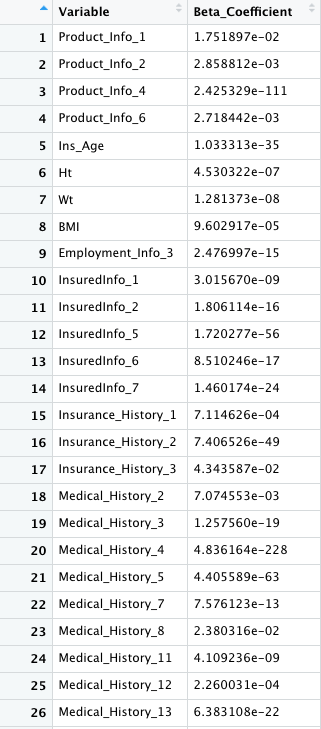 Variable Beta_Coefficient
1 Product_Info_1 1.751897e-02
2 Product_Info_2 2.858812e-03
3 Product_Info_4 2.425329e-111
4 Product_Info_6 2.718442e-03
5 Ins_Age 1.033313e-35
6 Ht 4.530322e-07
7 Wt 1.281373e-08
8 BMI 9.602917e-05
9 Employment_Info_3 2.476997e-15
10 InsuredInfo_1 3.015670e-09
11 InsuredInfo_2 1.806114e-16
12 InsuredInfo_5 1.720277e-56
13 InsuredInfo_6 8.510246e-17
14 InsuredInfo_7 1.460174e-24
15 Insurance_History_1 7.114626e-04
16 Insurance_History_2 7.406526e-49
17 Insurance_History_3 4.343587e-02
18 Medical_History_2 7.074553e-03
19 Medical_History_3 1.257560e-19
20 Medical_History_4 4.836164e-228
21 Medical_History_5 4.405589e-63
22 Medical_History_7 7.576123e-13
23 Medical_History_8 2.380316e-02
24 Medical_History_11 4.109236e-09
25 Medical_History_12 2.260031e-04
26 Medical_History_13 6.383108e-22